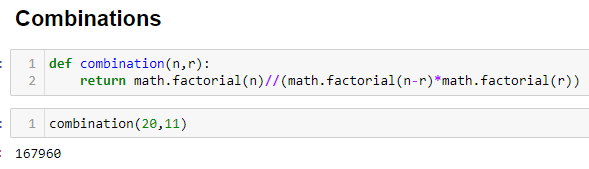 Combinations
1 def combination(n,r):
2     return math.factorial(n)//(math.factorial(n-r)*math.factorial(r))
1 combination(20,11)
: 167960